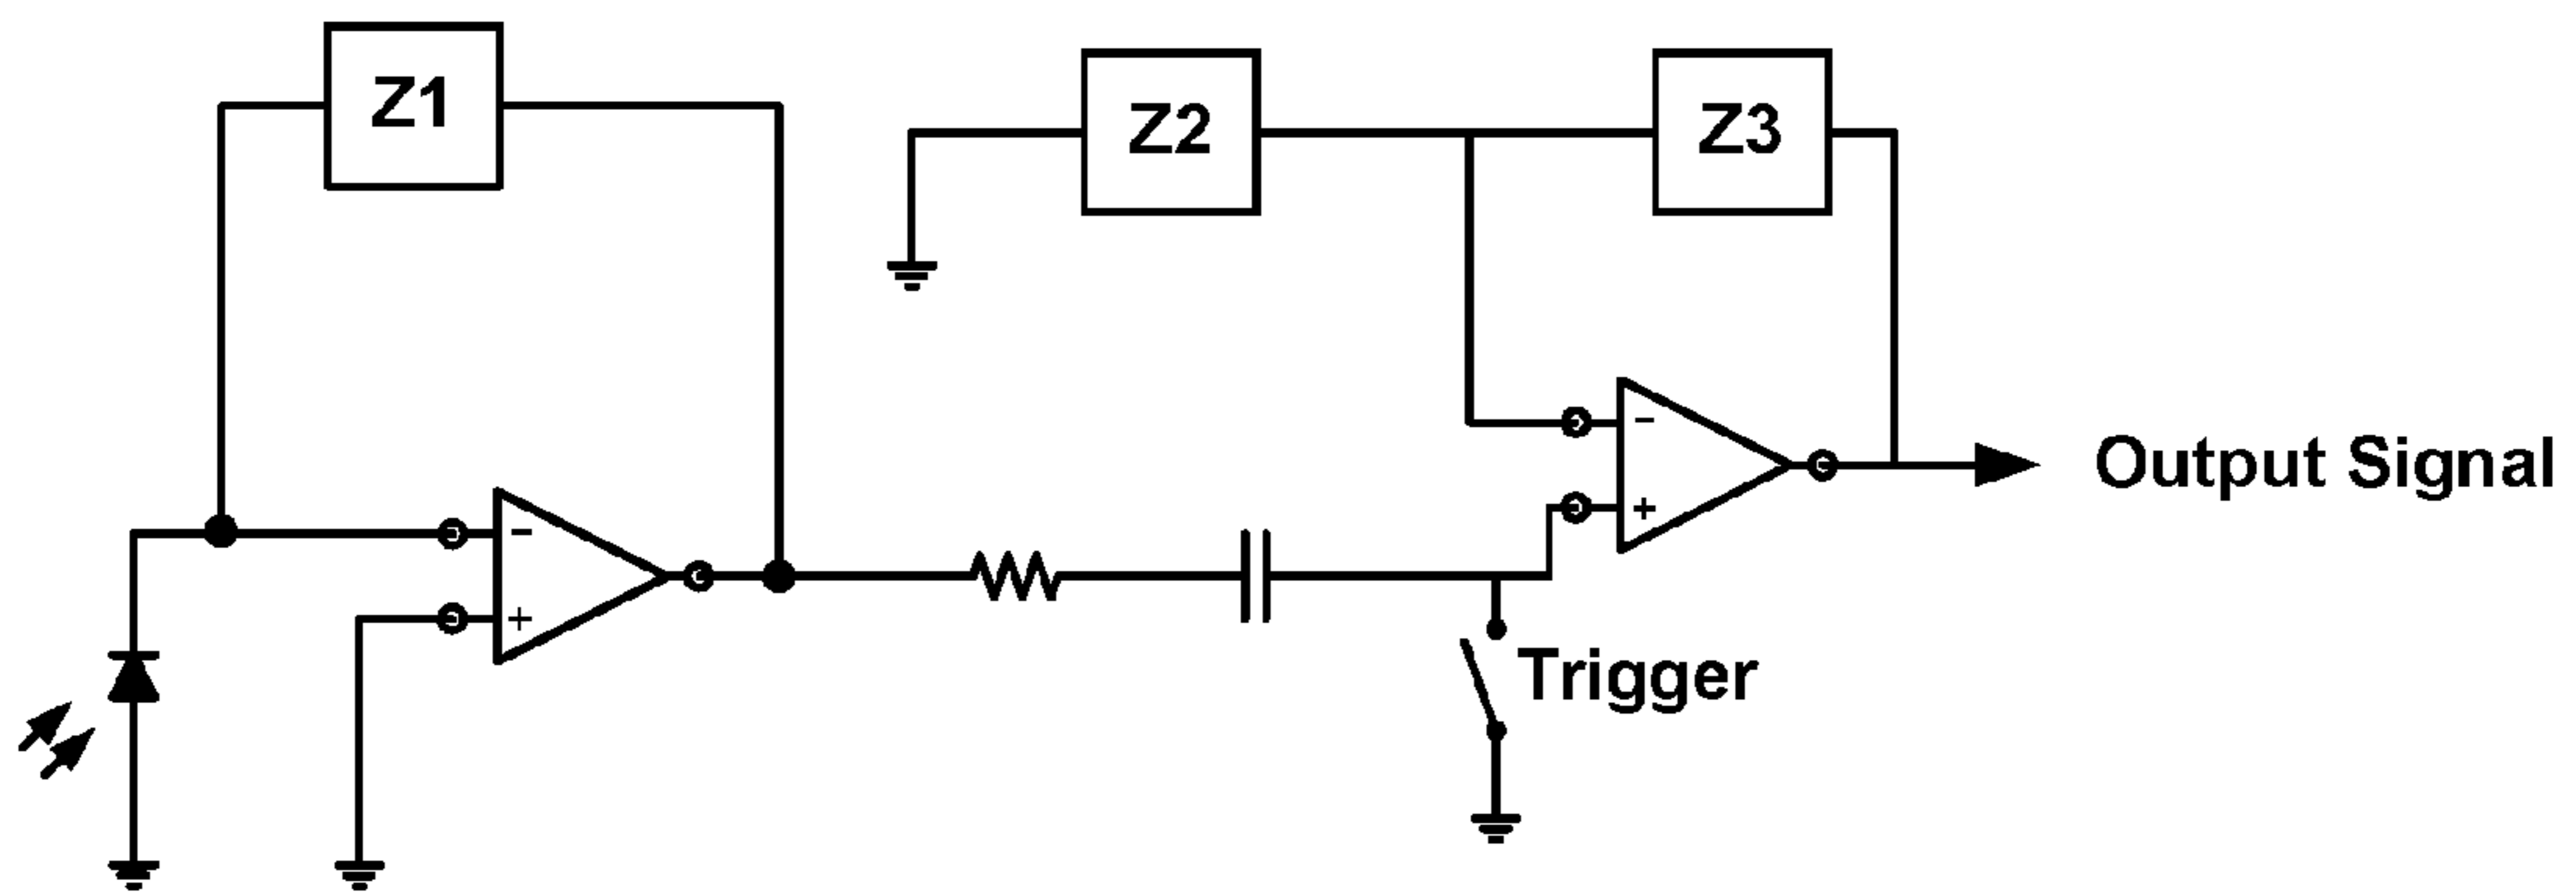 Z1
Z2
Z3
-
+
-
+
Output Signal
Trigger